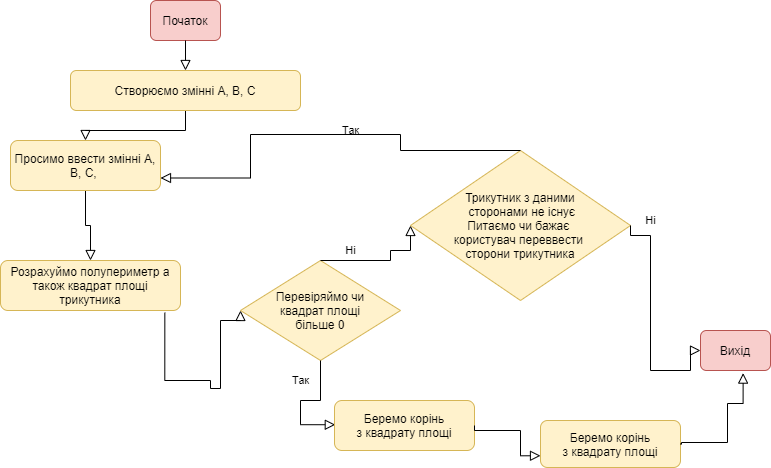 Початок
Створюємо змінні A, B, C
Так
Просимо ввести змінні A,
B, C,
Трикутник з даними
сторонами не існує
Питаємо чи бажає
користувач переввести
сторони трикутника
Ні
Ні
Розрахуймо полупериметр а
також квадрат площі
трикутника
Перевіряймо чи
квадрат площі
більше 0
Вихід
Так
Беремо корінь
з квадрату площі
Беремо корінь
з квадрату площі